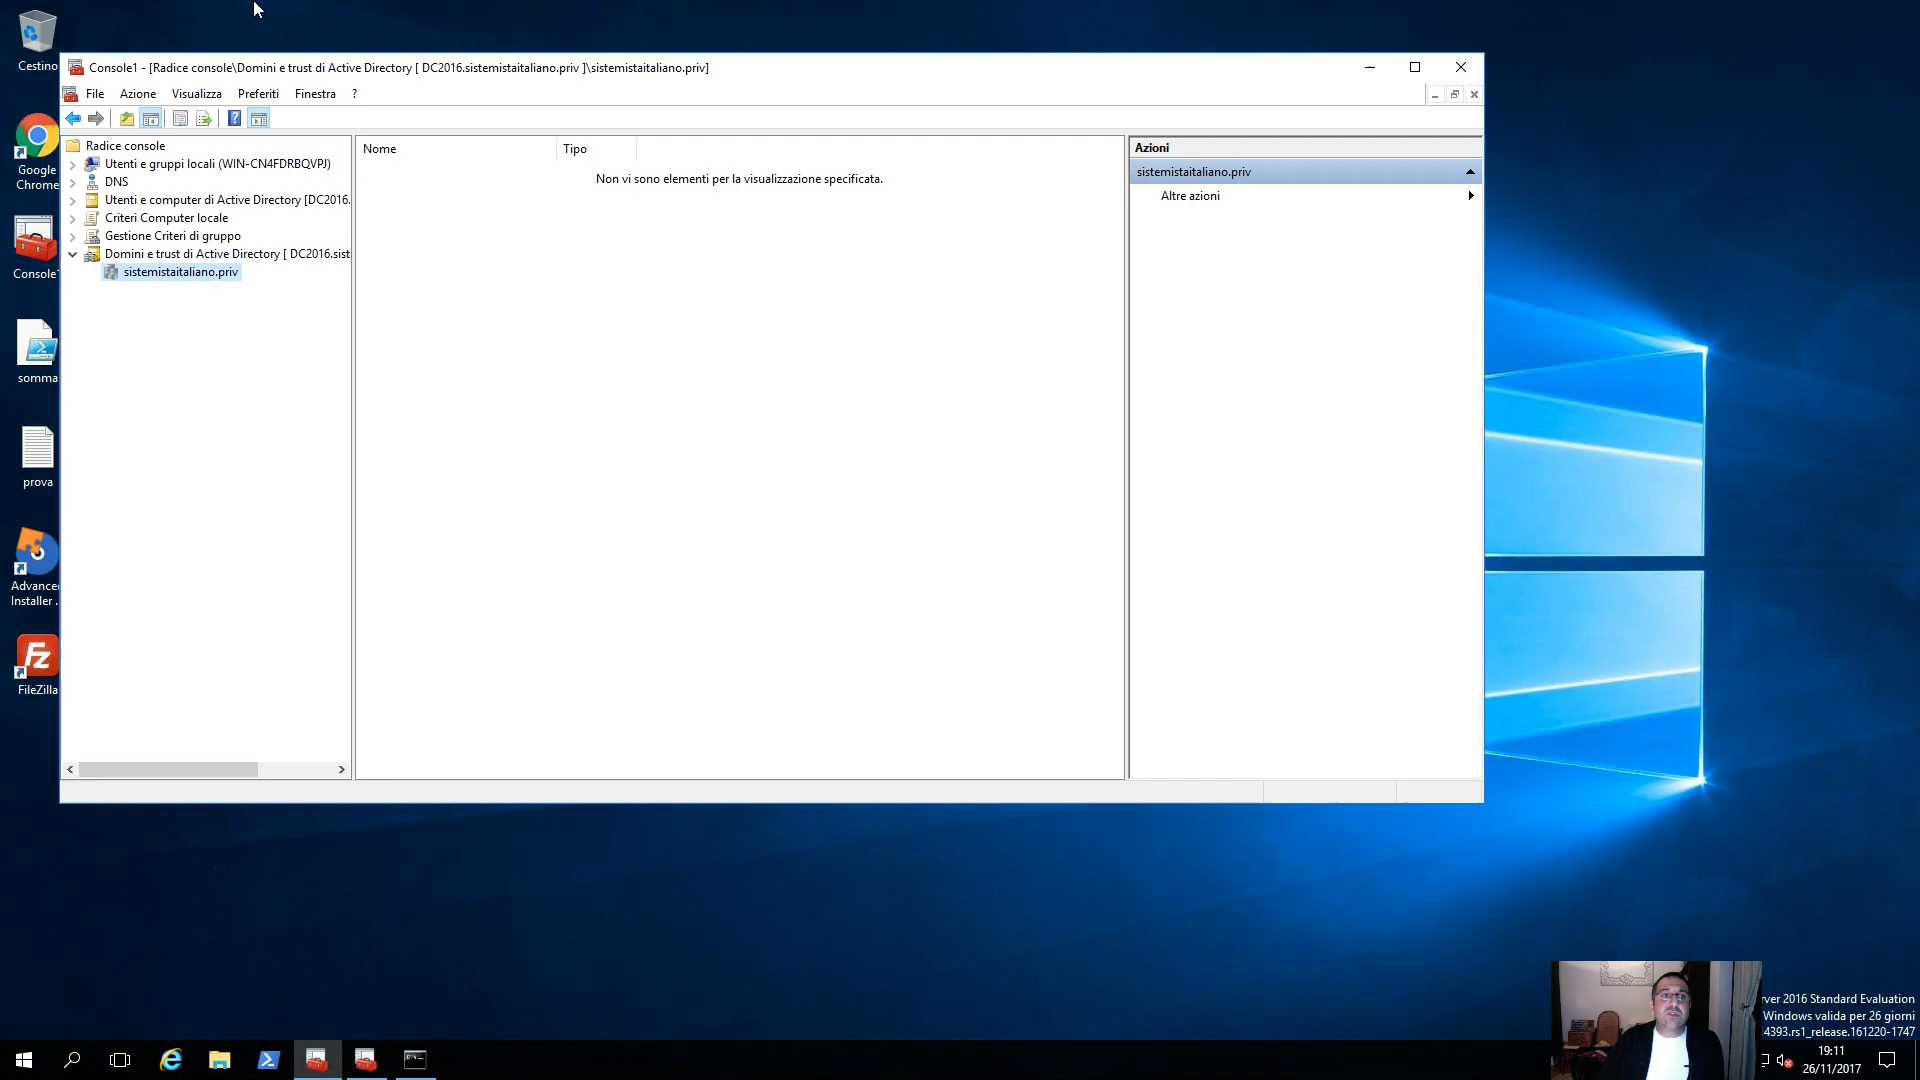 Cestino
Google
Chrome
Console
somma
prova
Advance
Installer .
FileZilla
Console1 - [Radice console\Domini e trust di Active Directory [ DC2016.sistemistaitaliano.priv ]\sistemistaitaliano.priv]
File Azione Visualizza Preferiti Finestra ?
Radice console
Utenti e gruppi locali (WIN-CN4FDRBQVPJ)
DNS
Utenti e computer di Active Directory [DC2016.
Criteri Computer locale
Gestione Criteri di gruppo
Domini e trust di Active Directory [ DC2016.sist
sistemistaitaliano.priv
Nome Tipo
Non vi sono elementi per la visualizzazione specificata.
Azioni
sistemistaitaliano.priv
Altre azioni
ver 2016 Standard Evaluation
Windows valida per 26 giorni
4393.rs1_release.161220-1747
19:11
26/11/2017